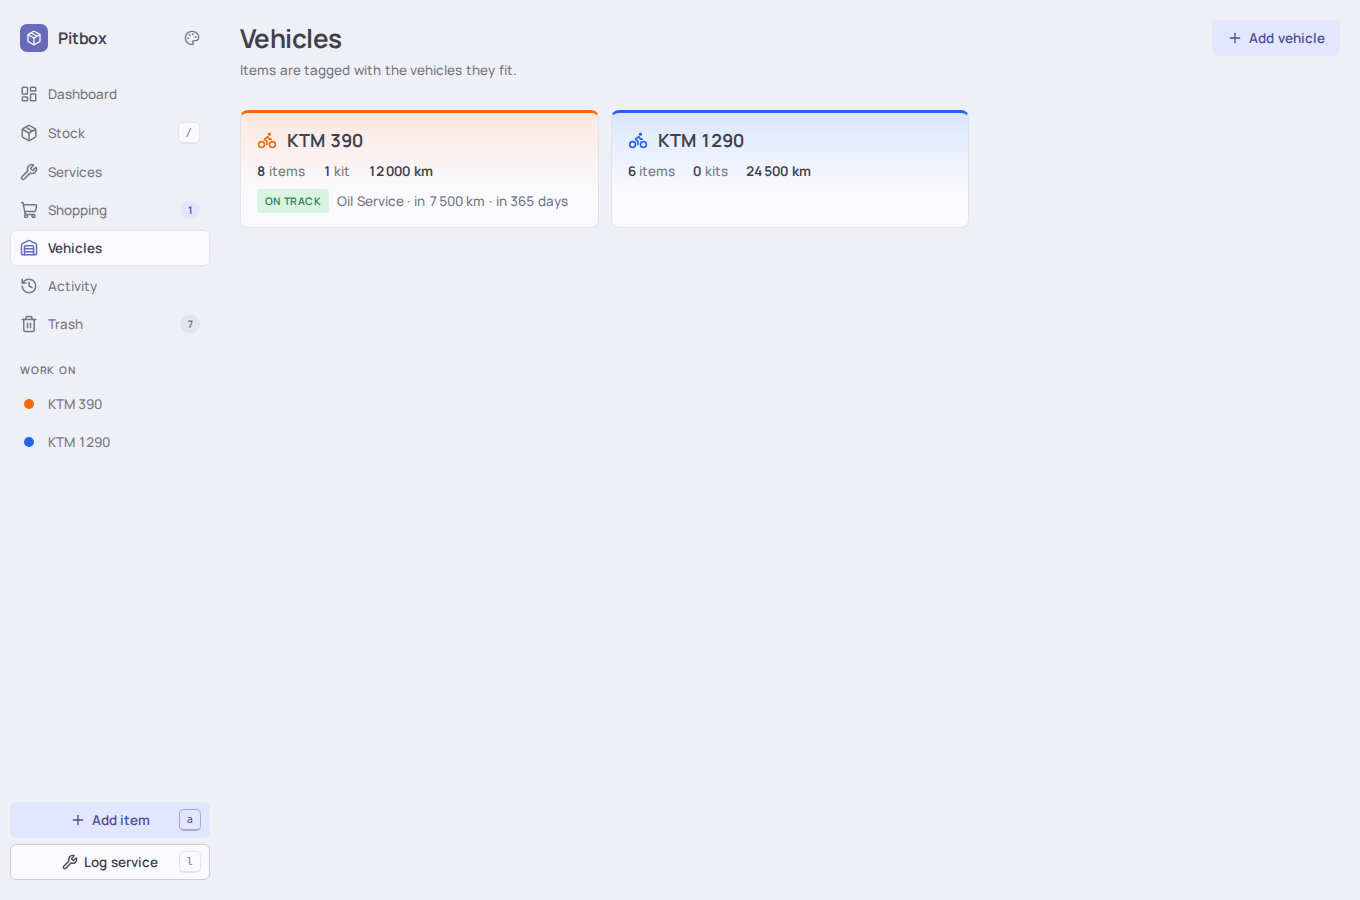 Pitbox
Dashboard
Stock /
Services
Shopping 1
Vehicles
Activity
Trash 7
WORK ON
KTM 390
KTM 1290
Add item a
Log service l
Vehicles
Items are tagged with the vehicles they fit.
Add vehicle
KTM 390
8 items 1 kit 12 000 km
ON TRACK Oil Service · in 7 500 km · in 365 days
KTM 1290
6 items 0 kits 24 500 km